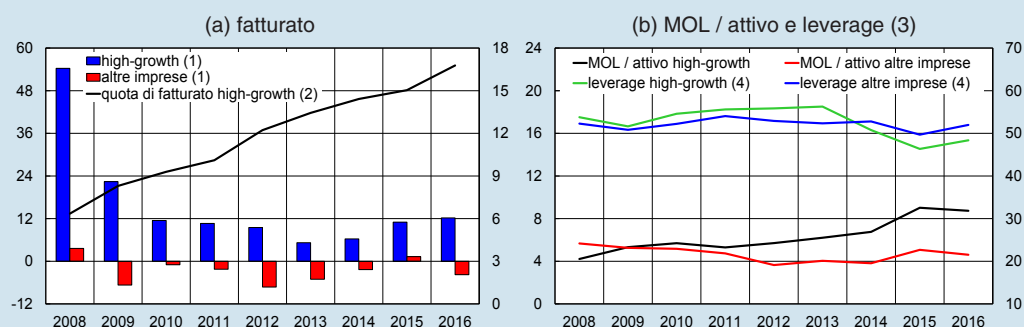 (a) fatturato
60
48
36
24
12
0
-12
18
15
12
9
6
3
0
high-growth (1)
altre imprese (1)
quota di fatturato high-growth (2)
2008 2009 2010 2011 2012 2013 2014 2015 2016
(b) MOL / attivo e leverage (3)
24
20
16
12
8
4
0
70
60
50
40
30
20
10
MOL / attivo high-growth
MOL / attivo altre imprese
leverage high-growth (4)
leverage altre imprese (4)
2008 2009 2010 2011 2012 2013 2014 2015 2016